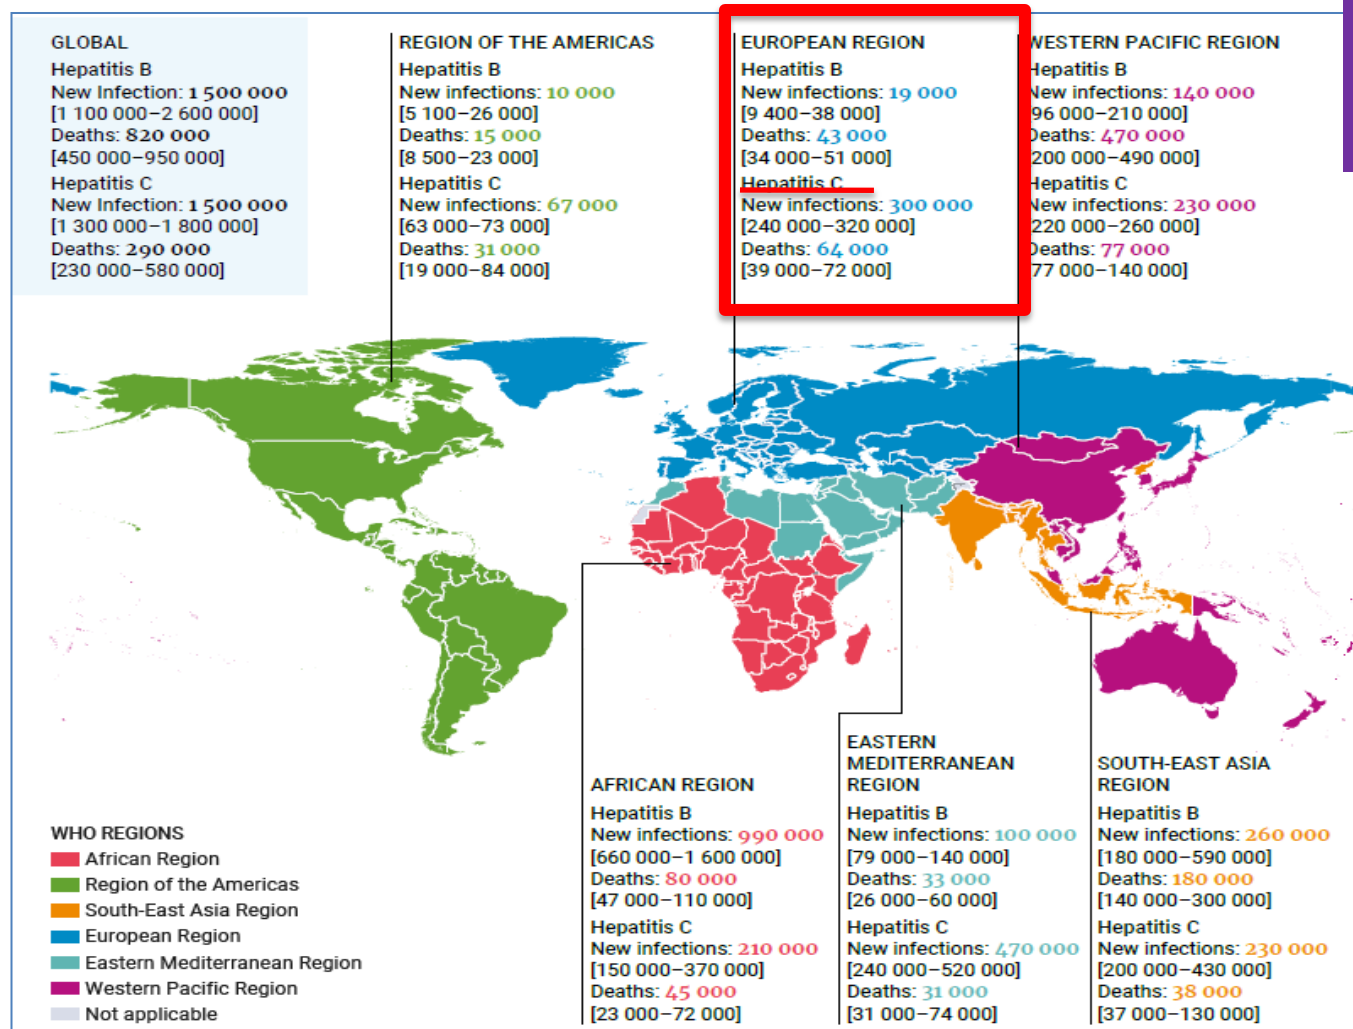 GLOBAL
Hepatitis B
New Infection: 1 500 000
[1 100 000–2 600 000]
Deaths: 820 000
[450 000–950 000]
Hepatitis C
New Infection: 1 500 000
[1 300 000–1 800 000]
Deaths: 290 000
[230 000–580 000]
REGION OF THE AMERICAS
Hepatitis B
New infections: 10 000
[5 100–26 000]
Deaths: 15 000
[8 500–23 000]
Hepatitis C
New infections: 67 000
[63 000–73 000]
Deaths: 31 000
[19 000–84 000]
EUROPEAN REGION
Hepatitis B
New infections: 19 000
[9 400–38 000]
Deaths: 43 000
[34 000–51 000]
Hepatitis C
New infections: 300 000
[240 000–320 000]
Deaths: 64 000
[39 000–72 000]
WESTERN PACIFIC REGION
Hepatitis B
New infections: 140 000
[96 000–210 000]
Deaths: 470 000
[200 000–490 000]
Hepatitis C
New infections: 230 000
[220 000–260 000]
Deaths: 77 000
[77 000–140 000]
WHO REGIONS
African Region
Region of the Americas
South-East Asia Region
European Region
Eastern Mediterranean Region
Western Pacific Region
Not applicable
AFRICAN REGION
Hepatitis B
New infections: 990 000
[660 000–1 600 000]
Deaths: 80 000
[47 000–110 000]
Hepatitis C
New infections: 210 000
[150 000–370 000]
Deaths: 45 000
[23 000–72 000]
EASTERN
MEDITERRANEAN
REGION
Hepatitis B
New infections: 100 000
[79 000–140 000]
Deaths: 33 000
[26 000–60 000]
Hepatitis C
New infections: 470 000
[240 000–520 000]
Deaths: 31 000
[31 000–74 000]
SOUTH-EAST ASIA
REGION
Hepatitis B
New infections: 260 000
[180 000–590 000]
Deaths: 180 000
[140 000–300 000]
Hepatitis C
New infections: 230 000
[200 000–430 000]
Deaths: 38 000
[37 000–130 000]